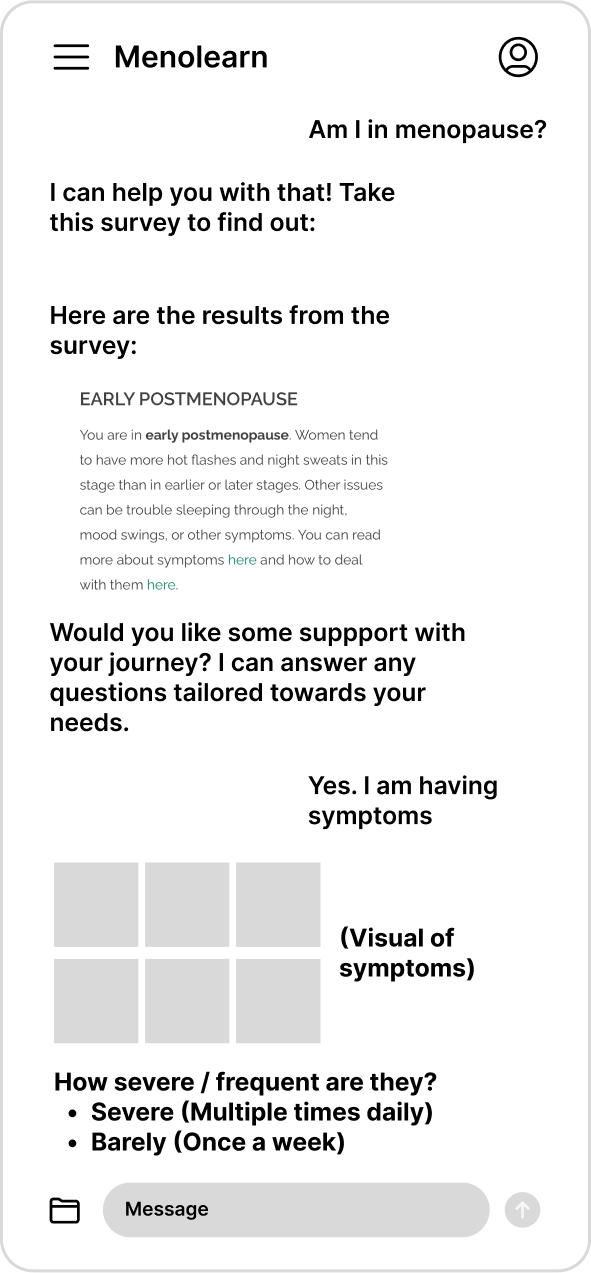 Menolearn
Am I in menopause?
I can help you with that! Take
this survey to find out:
Here are the results from the
survey:
EARLY POSTMENOPAUSE
You are in early postmenopause. Women tend
to have more hot flashes and night sweats in this
stage than in earlier or later stages. Other issues
can be trouble sleeping through the night,
mood swings, or other symptoms. You can read
more about symptoms here and how to deal
with them here.
Would you like some suppport with
your journey? I can answer any
questions tailored towards your
needs.
Yes. I am having
symptoms
(Visual of
symptoms)
How severe / frequent are they?
• Severe (Multiple times daily)
• Barely (Once a week)
Message